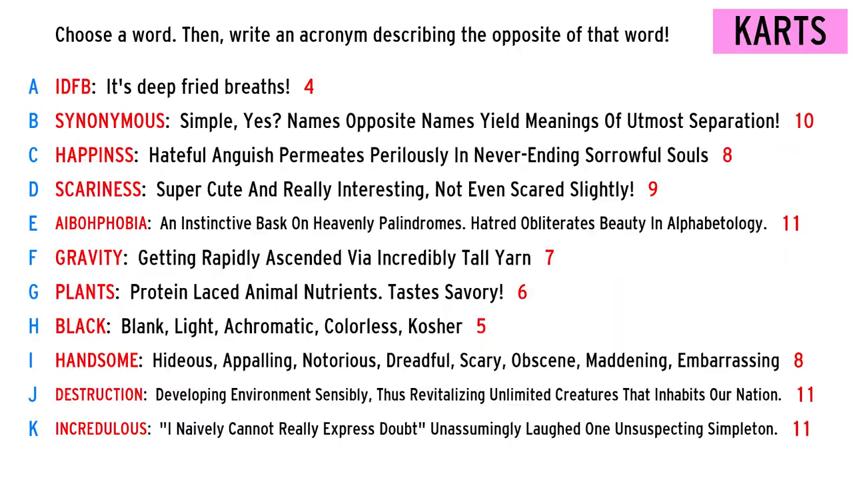 Choose a word. Then, write an acronym describing the opposite of that word!
KARTS
A IDFB: It's deep fried breaths! 4
B SYNONYMOUS: Simple, Yes? Names Opposite Names Yield Meanings Of Utmost Separation! 10
C HAPPINSS: Hateful Anguish Permeates Perilously In Never-Ending Sorrowful Souls 8
D SCARINESS: Super Cute And Really Interesting, Not Even Scared Slightly! 9
E AIBOHPHOBIA: An Instinctive Bask On Heavenly Palindromes. Hatred Obliterates Beauty In Alphabetology. 11
F GRAVITY: Getting Rapidly Ascended Via Incredibly Tall Yarn 7
G PLANTS: Protein Laced Animal Nutrients. Tastes Savory! 6
H BLACK: Blank, Light, Achromatic, Colorless, Kosher 5
I HANDSOME: Hideous, Appalling, Notorious, Dreadful, Scary, Obscene, Maddening, Embarrassing 8
J DESTRUCTION: Developing Environment Sensibly, Thus Revitalizing Unlimited Creatures That Inhabits Our Nation. 11
K INCREDULOUS: "I Naively Cannot Really Express Doubt" Unassumingly Laughed One Unsuspecting Simpleton. 11